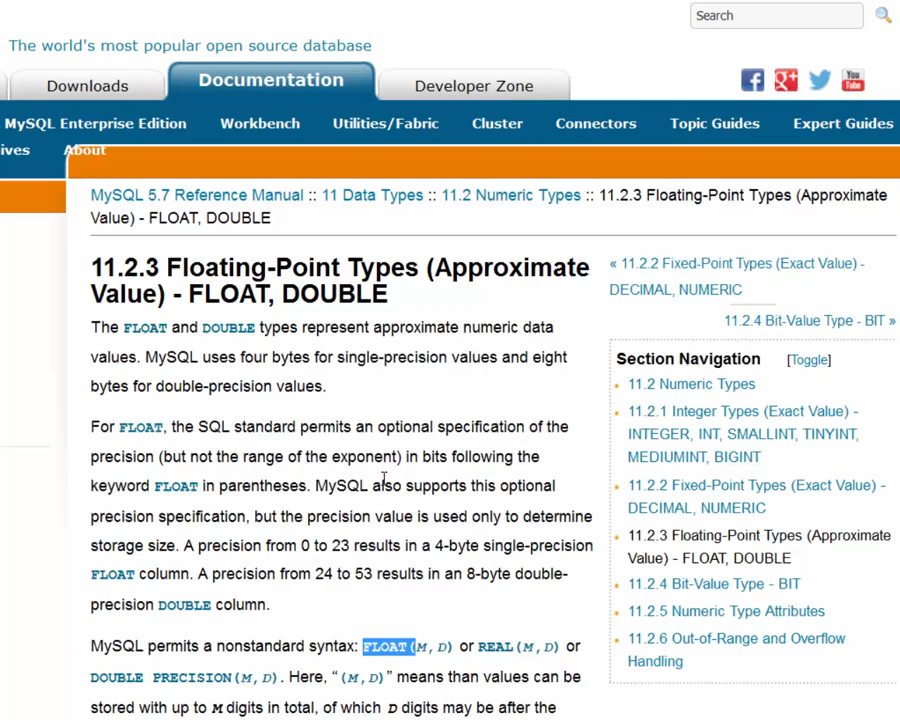 Search
The world's most popular open source database
Downloads
Documentation
Developer Zone
You
Tube
MySQL Enterprise Edition Workbench Utilities/Fabric Cluster Connectors Topic Guides Expert Guides
ives About
MySQL 5.7 Reference Manual :: 11 Data Types :: 11.2 Numeric Types :: 11.2.3 Floating-Point Types (Approximate
Value) - FLOAT, DOUBLE
11.2.3 Floating-Point Types (Approximate
Value) - FLOAT, DOUBLE
The FLOAT and DOUBLE types represent approximate numeric data
values. MySQL uses four bytes for single-precision values and eight
bytes for double-precision values.
For FLOAT, the SQL standard permits an optional specification of the
precision (but not the range of the exponent) in bits following the
keyword FLOAT in parentheses. MySQL also supports this optional
precision specification, but the precision value is used only to determine
storage size. A precision from 0 to 23 results in a 4-byte single-precision
FLOAT column. A precision from 24 to 53 results in an 8-byte double-
precision DOUBLE column.
MySQL permits a nonstandard syntax: FLOAT(M,D) or REAL(M,D) or
DOUBLE PRECISION(M,D). Here, “(M,D)” means than values can be
stored with up to M digits in total, of which D digits may be after the
« 11.2.2 Fixed-Point Types (Exact Value) -
DECIMAL, NUMERIC
11.2.4 Bit-Value Type - BIT »
Section Navigation [Toggle]
11.2 Numeric Types
11.2.1 Integer Types (Exact Value) -
INTEGER, INT, SMALLINT, TINYINT,
MEDIUMINT, BIGINT
11.2.2 Fixed-Point Types (Exact Value) -
DECIMAL, NUMERIC
11.2.3 Floating-Point Types (Approximate
Value) - FLOAT, DOUBLE
11.2.4 Bit-Value Type - BIT
11.2.5 Numeric Type Attributes
11.2.6 Out-of-Range and Overflow
Handling